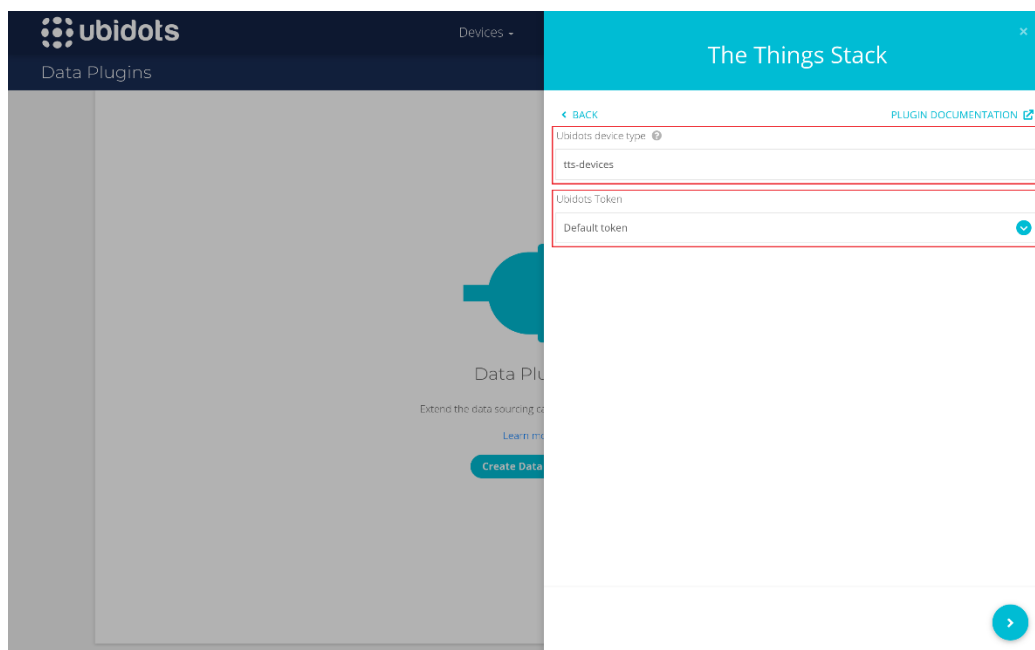 ubidots
Devices
Data Plugins
Data Plu
Extend the data sourcing ca
Learn mo
Create Data
×
The Things Stack
BACK
PLUGIN DOCUMENTATION
Ubidots device type ?
tts-devices
Ubidots Token
Default token